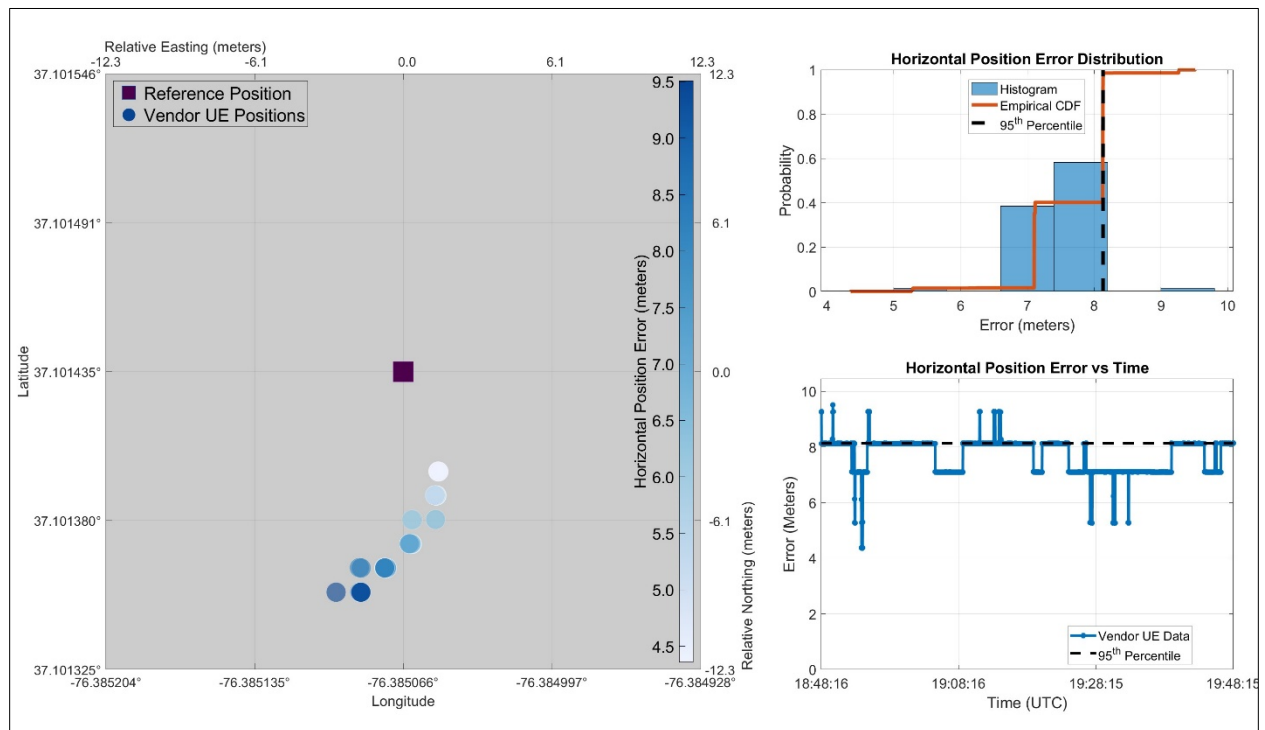 Relative Easting (meters)
-12.3 -6.1 0.0 6.1 12.3
37.101546°
37.101491°
37.101435°
37.101380°
37.101325°
Latitude
Reference Position
Vendor UE Positions
-76.385204° -76.385135° -76.385066° -76.384997° -76.384928°
Longitude
9.5
9.0
8.5
8.0
7.5
7.0
6.5
6.0
5.5
5.0
4.5
Horizontal Position Error (meters)
12.3
6.1
0.0
-6.1
-12.3
Relative Northing (meters)
Horizontal Position Error Distribution
1
0.8
0.6
0.4
0.2
0
Probability
Histogram
Empirical CDF
95th Percentile
4 5 6 7 8 9 10
Error (meters)
Horizontal Position Error vs Time
10
8
6
4
2
0
Error (Meters)
Vendor UE Data
95th Percentile
18:48:16 19:08:16 19:28:15 19:48:15
Time (UTC)